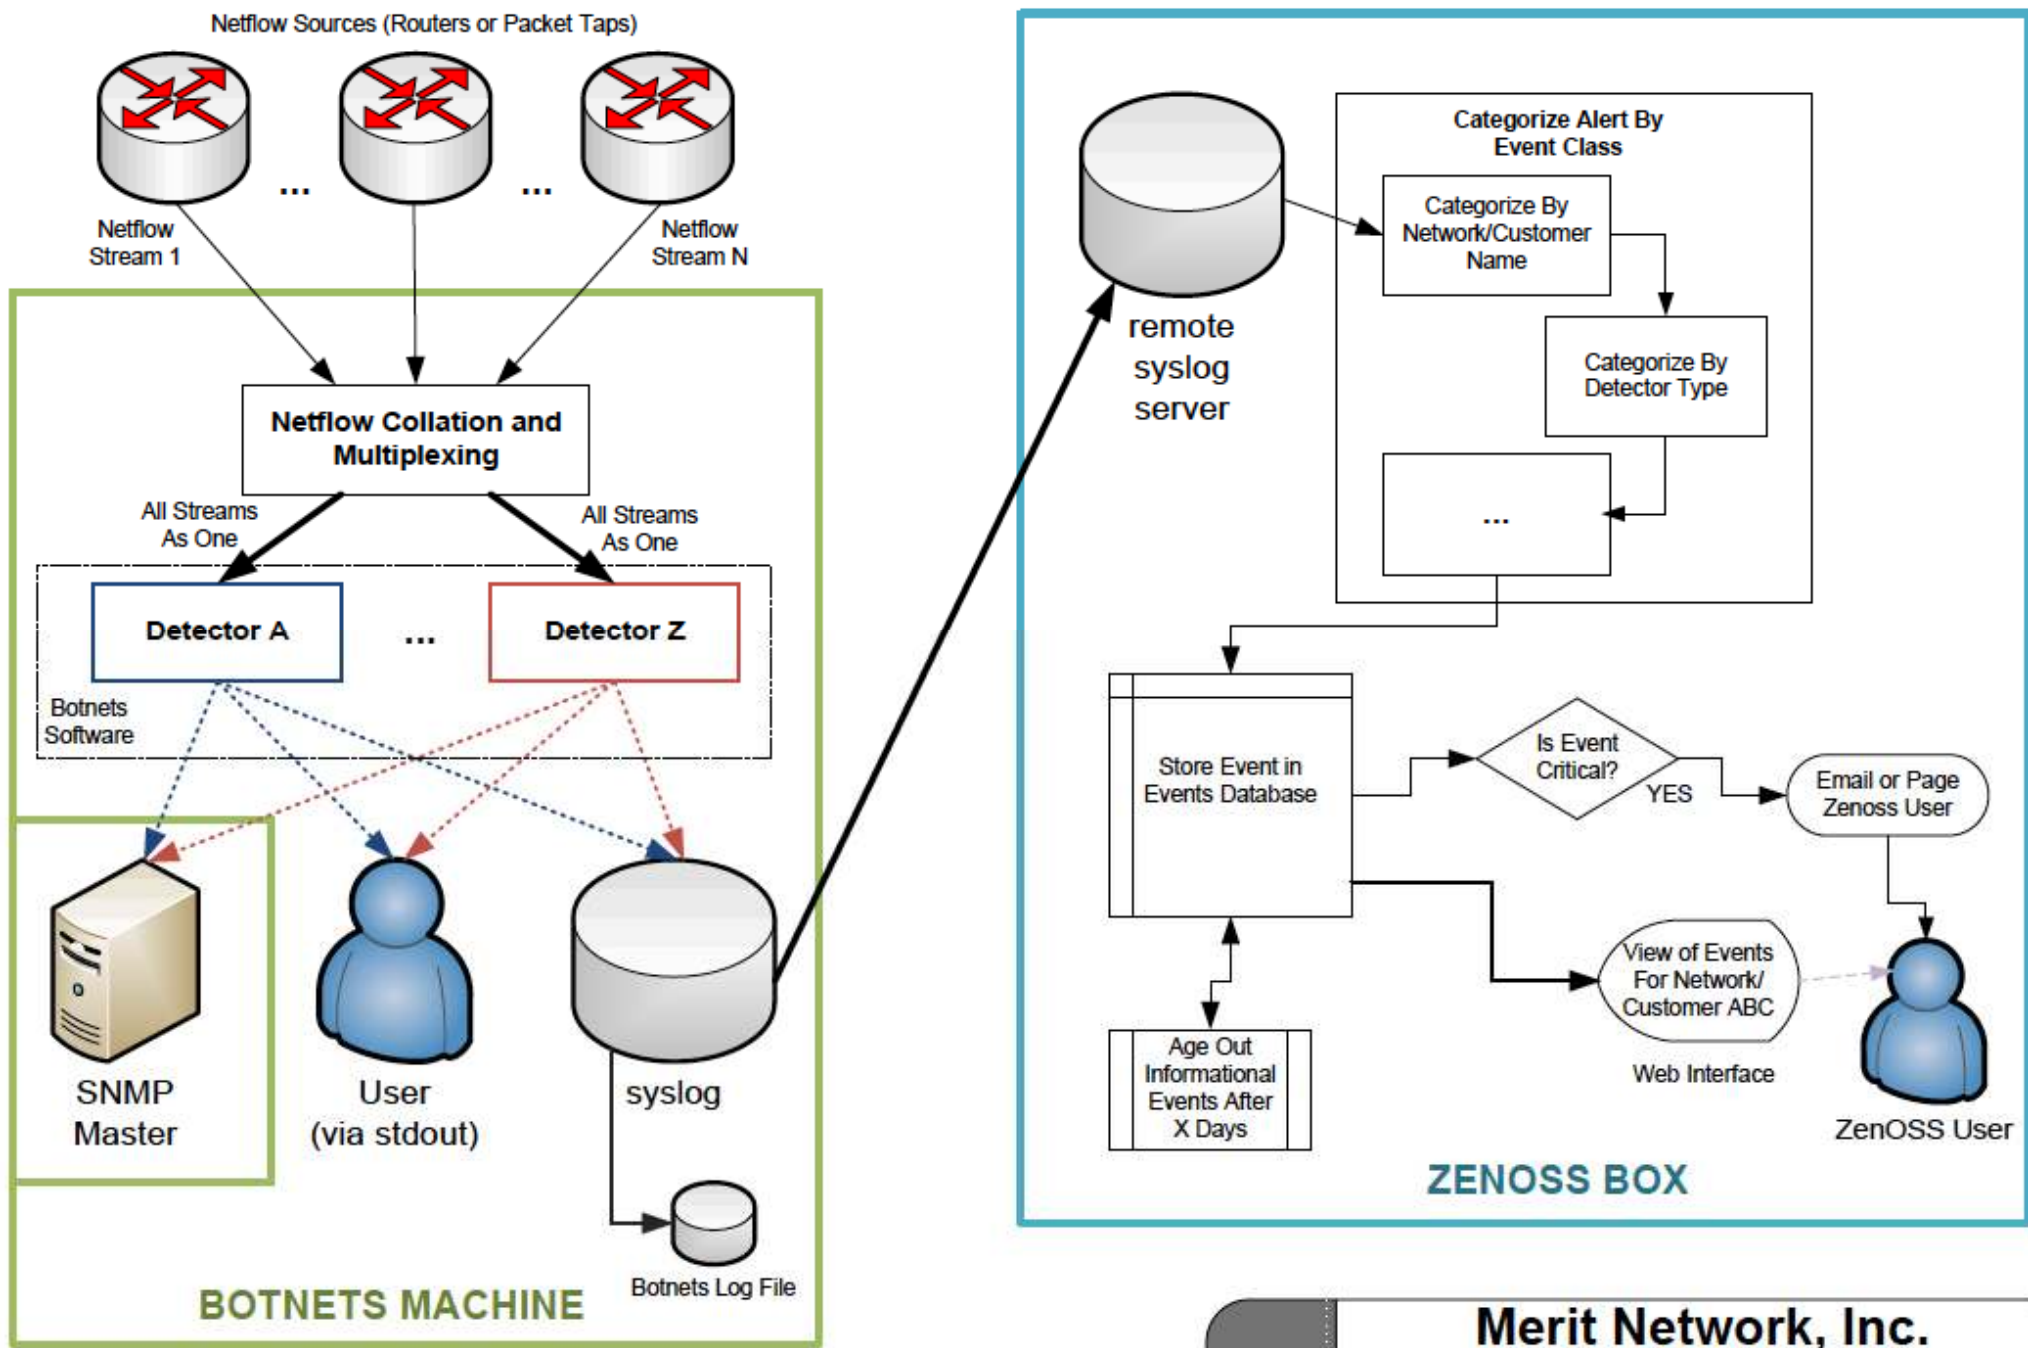 Netflow Sources (Routers or Packet Taps)
...
...
Netflow
Stream 1
Netflow
Stream N
Netflow Collation and
Multiplexing
All Streams
As One
All Streams
As One
Detector A
...
Detector Z
Botnets
Software
SNMP
Master
User
(via stdout)
syslog
Botnets Log File
BOTNETS MACHINE
remote
syslog
server
Categorize Alert By
Event Class
Categorize By
Network/Customer
Name
Categorize By
Detector Type
...
Store Event in
Events Database
Is Event
Critical?
YES
Email or Page
Zenoss User
View of Events
For Network/
Customer ABC
Web Interface
Age Out
Informational
Events After
X Days
ZenOSS User
ZENOSS BOX
Merit Network, Inc.